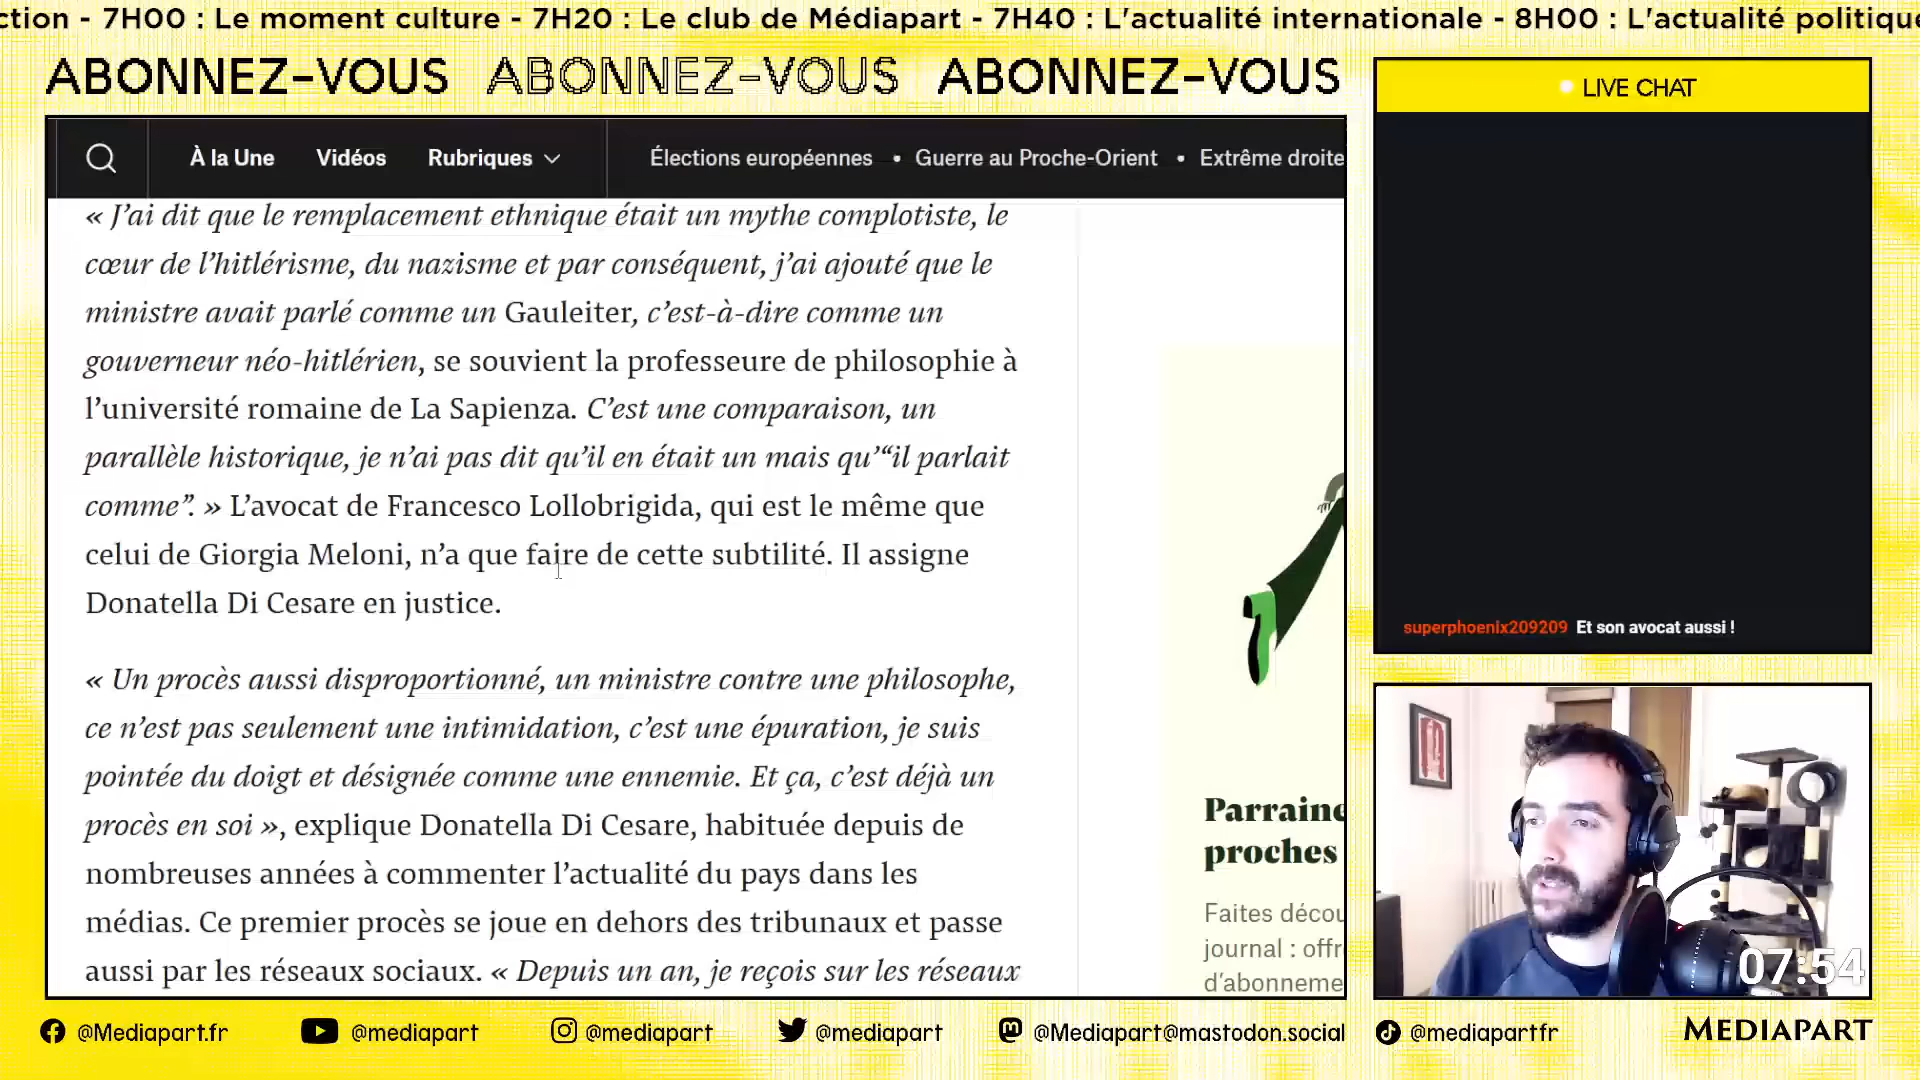 ction - 7H00 : Le moment culture - 7H20 : Le club de Médiapart - 7H40 : L'actualité internationale - 8H00 : L'actualité politique
ABONNEZ-VOUS ABONNEZ-VOUS ABONNEZ-VOUS
À la Une Vidéos Rubriques Élections européennes • Guerre au Proche-Orient • Extrême droite
« J’ai dit que le remplacement ethnique était un mythe complotiste, le
cœur de l’hitlérisme, du nazisme et par conséquent, j’ai ajouté que le
ministre avait parlé comme un Gauleiter, c’est-à-dire comme un
gouverneur néo-hitlérien, se souvient la professeure de philosophie à
l’université romaine de La Sapienza. C’est une comparaison, un
parallèle historique, je n’ai pas dit qu’il en était un mais qu’“il parlait
comme”. » L’avocat de Francesco Lollobrigida, qui est le même que
celui de Giorgia Meloni, n’a que faire de cette subtilité. Il assigne
Donatella Di Cesare en justice.
« Un procès aussi disproportionné, un ministre contre une philosophe,
ce n’est pas seulement une intimidation, c’est une épuration, je suis
pointée du doigt et désignée comme une ennemie. Et ça, c’est déjà un
procès en soi », explique Donatella Di Cesare, habituée depuis de
nombreuses années à commenter l’actualité du pays dans les
médias. Ce premier procès se joue en dehors des tribunaux et passe
aussi par les réseaux sociaux. « Depuis un an, je reçois sur les réseaux
Parraine
proches
Faites décou
journal : offr
d’abonneme
LIVE CHAT
superphoenix209209 Et son avocat aussi !
07:54
@Mediapart.fr @mediapart @mediapart @mediapart @Mediapart@mastodon.social @mediapartfr MEDIAPART